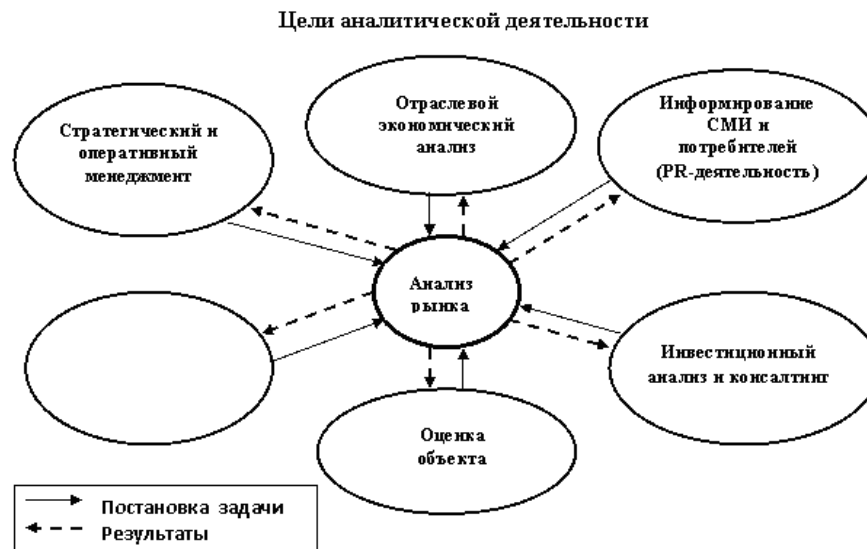 Цели аналитической деятельности
Стратегический и
оперативный
менеджмент
Отраслевой
экономический
анализ
Информирование
СМИ и
потребителей
(PR-деятельность)
Анализ
рынка
Инвестиционный
анализ и консалтинг
Оценка
объекта
Постановка задачи
Результаты